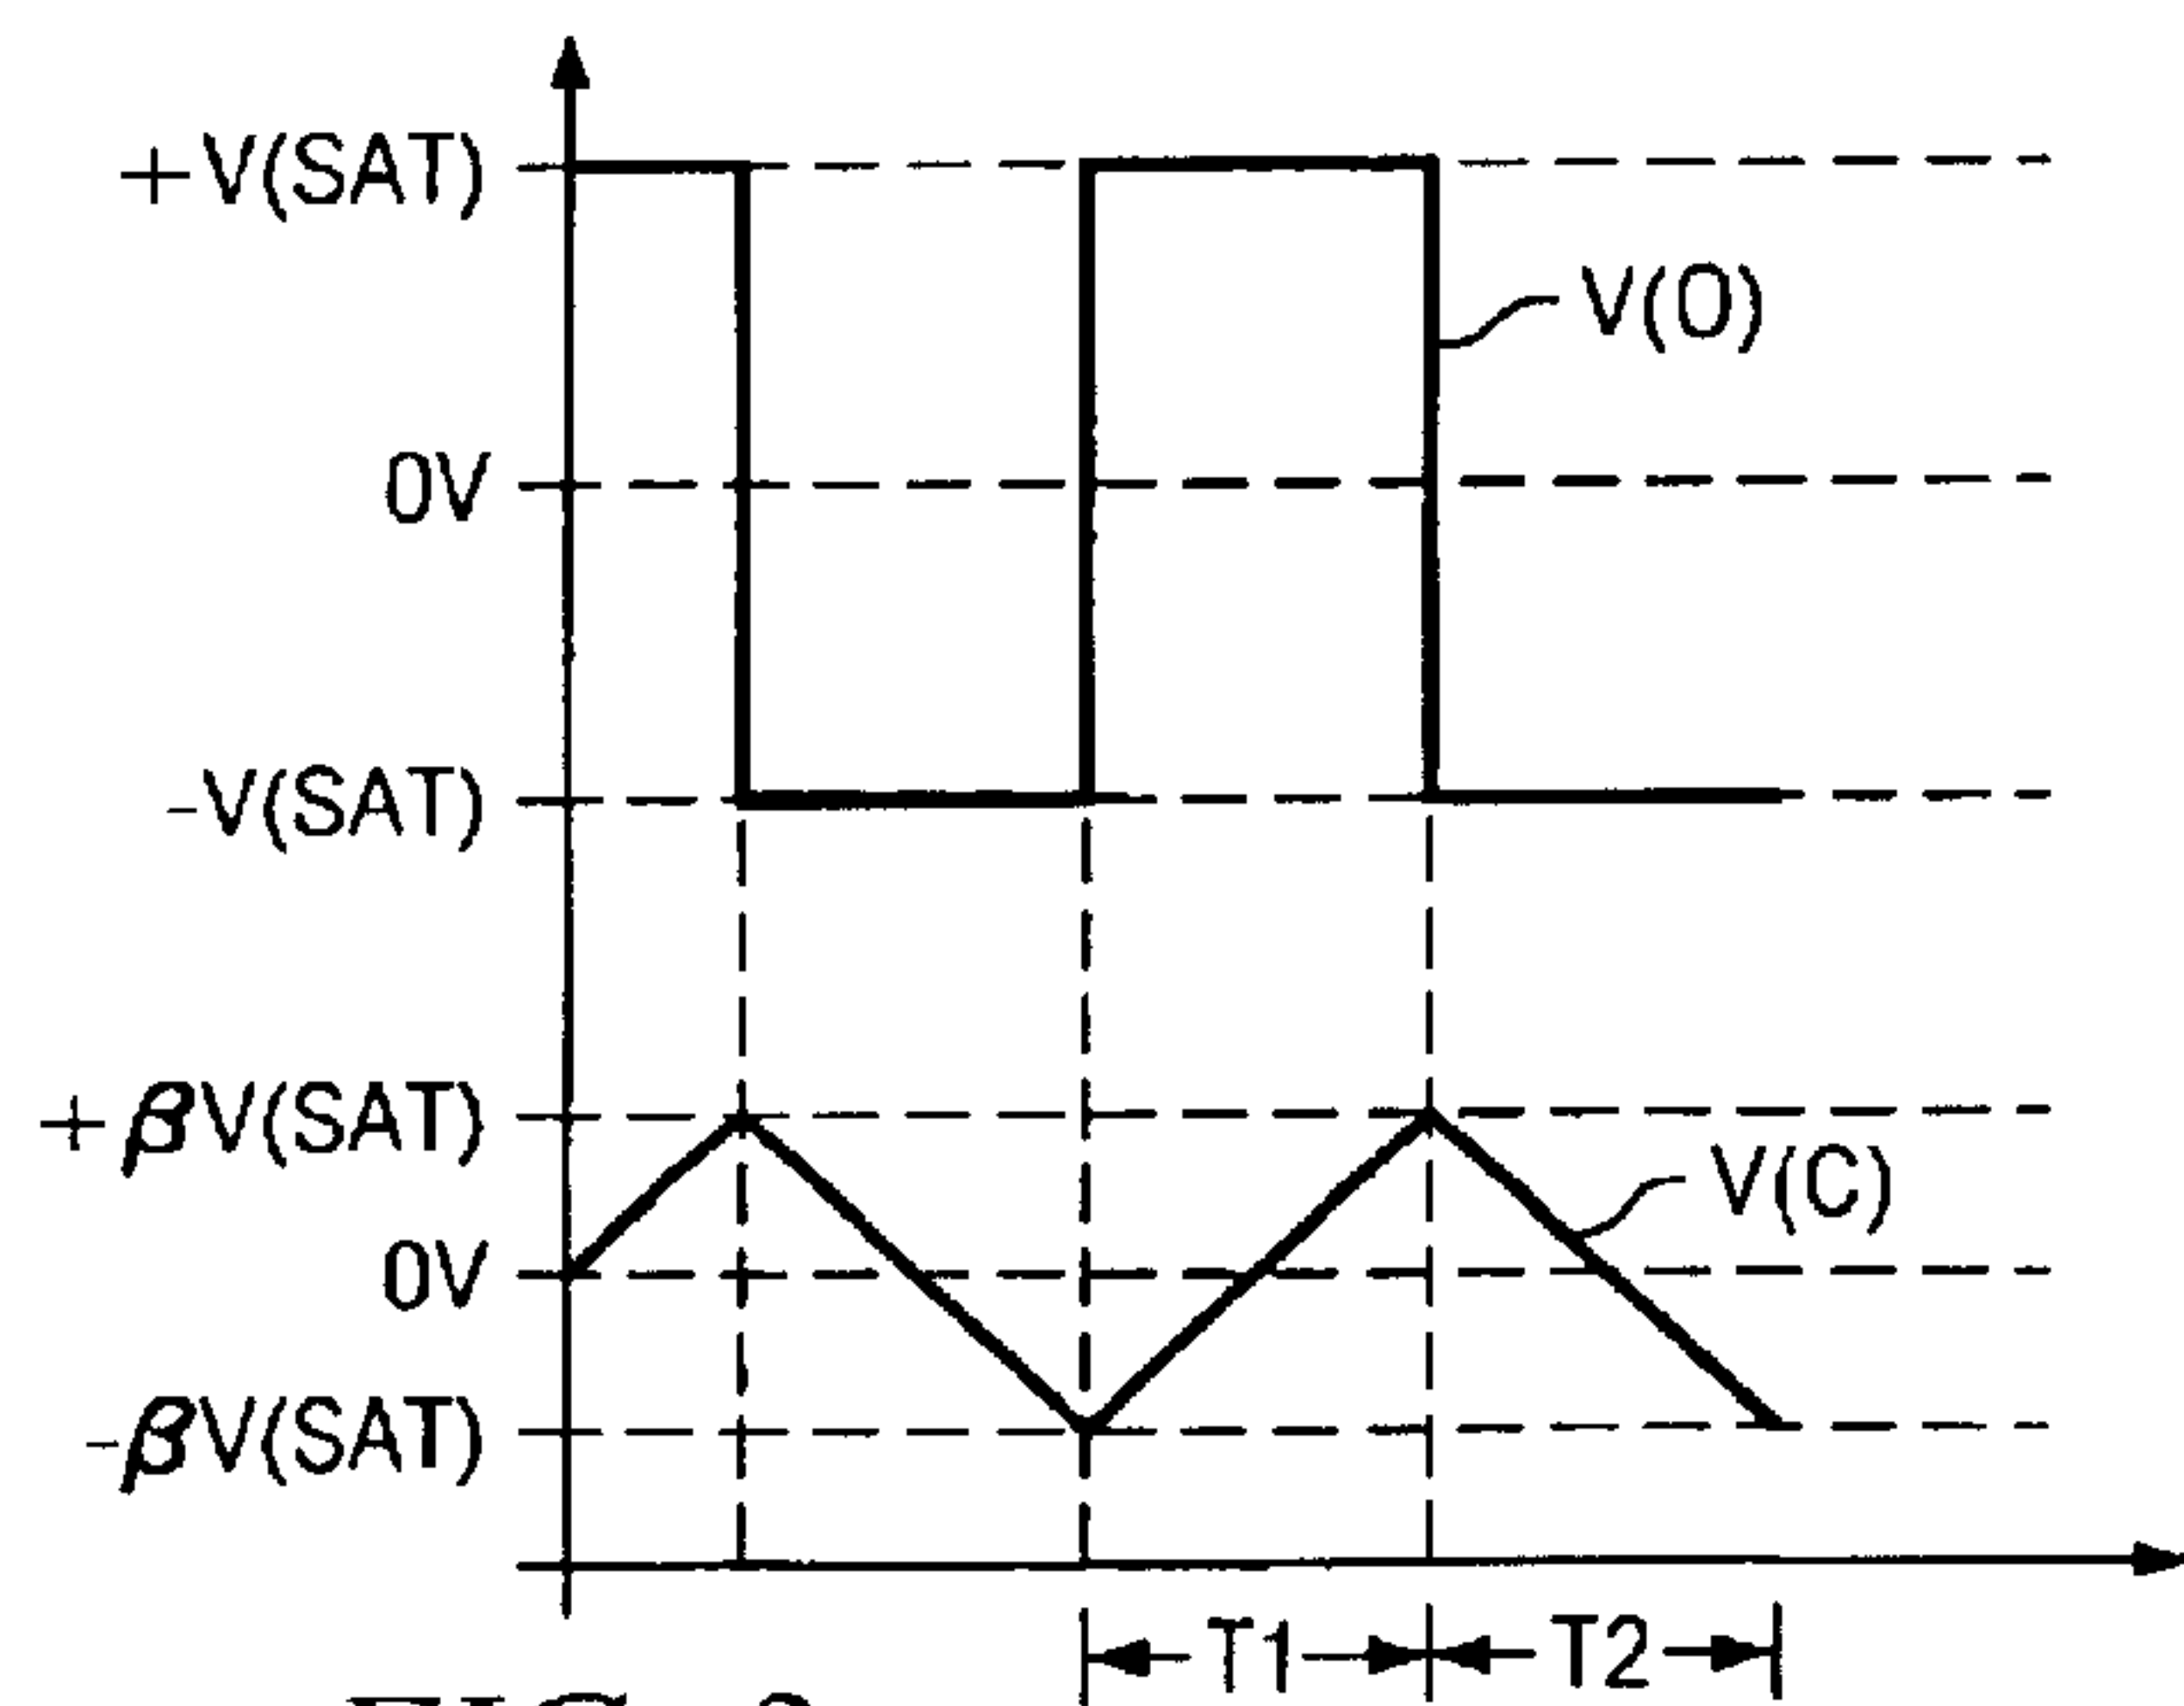 +V(SAT)
V(O)
0V
-V(SAT)
+βV(SAT)
V(C)
0V
-βV(SAT)
T1 T2